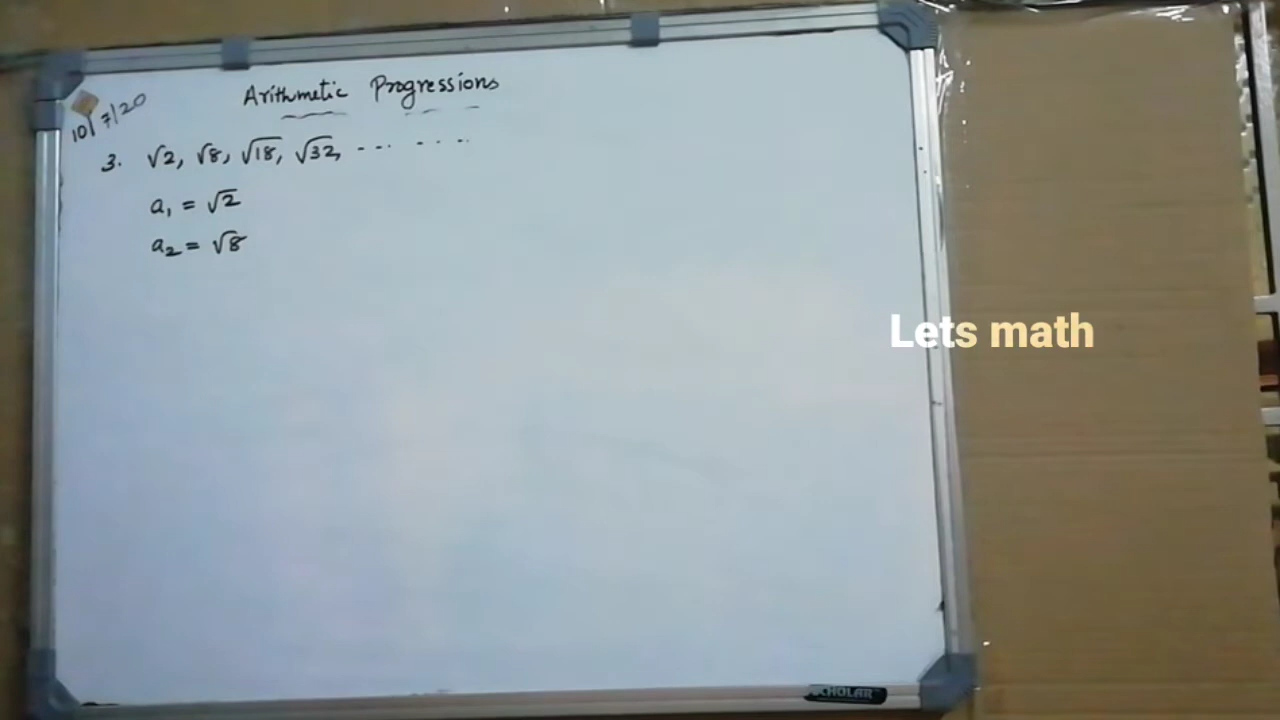 Arithmetic Progressions
10/7/20
3. √2, √8, √18, √32, --- ----
a₁ = √2
a₂ = √8
Lets math
SCHOLAR